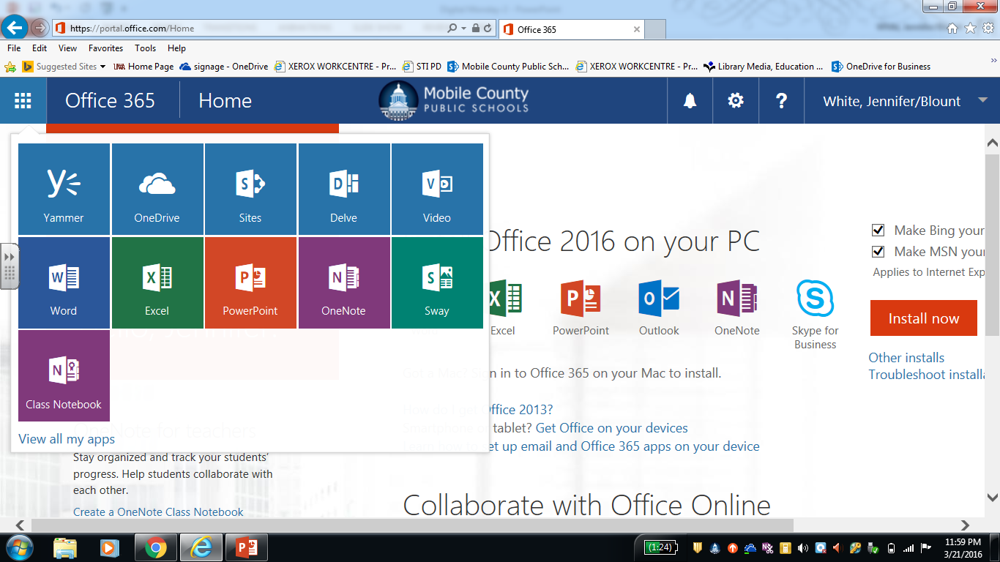 https://portal.office.com/Home
Office 365
File Edit View Favorites Tools Help
Suggested Sites Home Page signage - OneDrive XEROX WORKCENTRE - Pr... STI PD Mobile County Public Sch... XEROX WORKCENTRE - Pr... Library Media, Education ... OneDrive for Business
Office 365 Home
Mobile County
PUBLIC SCHOOLS
White, Jennifer/Blount
Yammer OneDrive Sites Delve Video
Word Excel PowerPoint OneNote Sway
Class Notebook
View all my apps
OneNote for teachers
Stay organized and track your students'
progress. Help students collaborate with
each other.
Create a OneNote Class Notebook
Office 2016 on your PC
Excel PowerPoint Outlook OneNote Skype for
Business
Got a Mac? Sign in to Office 365 on your Mac to install.
How do I get Office 2013?
Smartphone or tablet? Get Office on your devices
Learn how to set up email and Office 365 apps on your device
Collaborate with Office Online
Make Bing your
Make MSN your
Applies to Internet Exp
Install now
Other installs
Troubleshoot installa
(1:24)
11:59 PM
3/21/2016